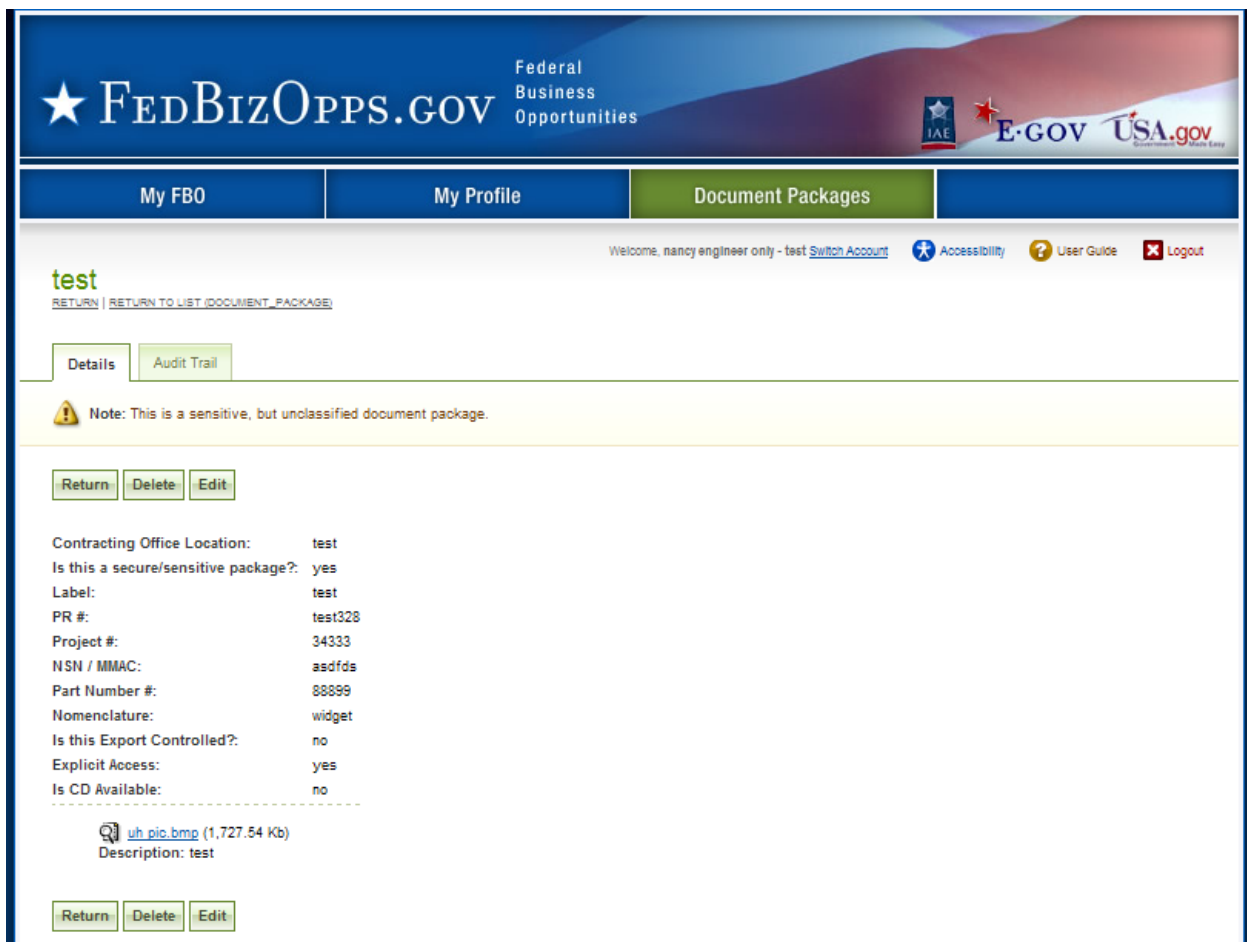 ★ FEDBIZOPPS.GOV
Federal
Business
Opportunities
IAE
E-GOV
USA.gov
Government Made Easy
My FBO
My Profile
Document Packages
Welcome, nancy engineer only - test Switch Account
Accessibility
User Guide
Logout
test
RETURN | RETURN TO LIST (DOCUMENT_PACKAGE)
Details
Audit Trail
Note: This is a sensitive, but unclassified document package.
Return Delete Edit
Contracting Office Location: test
Is this a secure/sensitive package?: yes
Label: test
PR #: test328
Project #: 34333
NSN / MMAC: asdfds
Part Number #: 88899
Nomenclature: widget
Is this Export Controlled?: no
Explicit Access: yes
Is CD Available: no
uh pic.bmp (1,727.54 Kb)
Description: test
Return Delete Edit